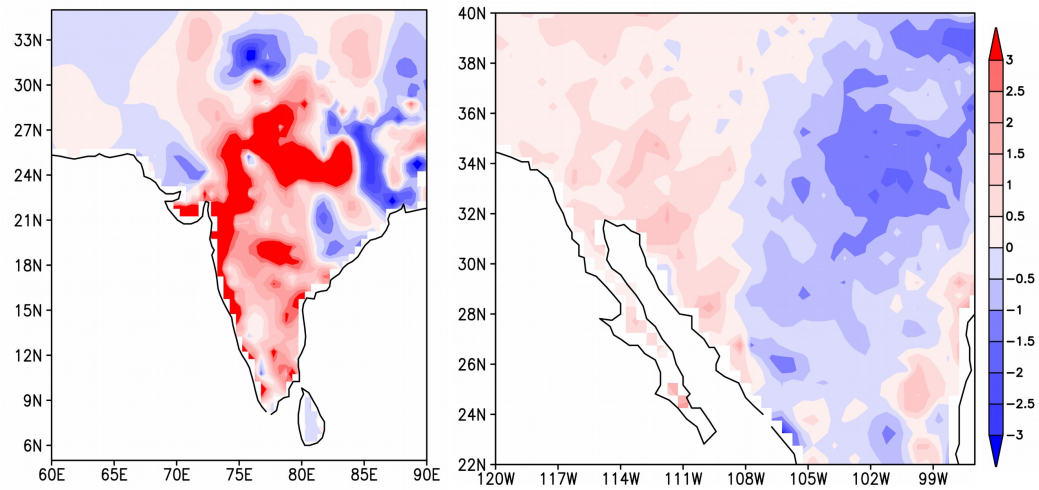 33N
30N
27N
24N
21N
18N
15N
12N
9N
6N
60E 65E 70E 75E 80E 85E 90E
40N
38N
36N
34N
32N
30N
28N
26N
24N
22N
120W 117W 114W 111W 108W 105W 102W 99W
3
2.5
2
1.5
1
0.5
0
−0.5
−1
−1.5
−2
−2.5
−3